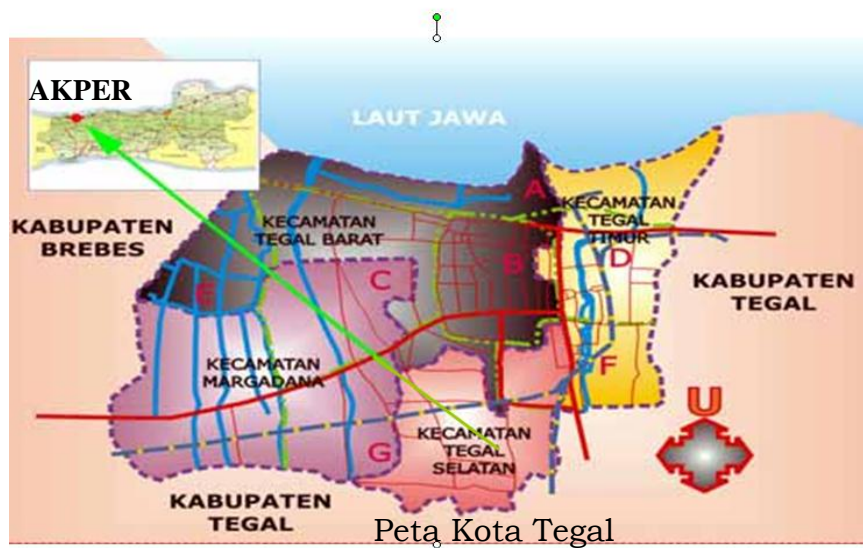 AKPER
LAUT JAWA
A
KECAMATAN
TEGAL
TIMUR
KABUPATEN
BREBES
KECAMATAN
TEGAL BARAT
B
D
C
E
KABUPATEN
TEGAL
KECAMATAN
MARGADANA
F
U
G
KECAMATAN
TEGAL
SELATAN
KABUPATEN
TEGAL
Peta Kota Tegal